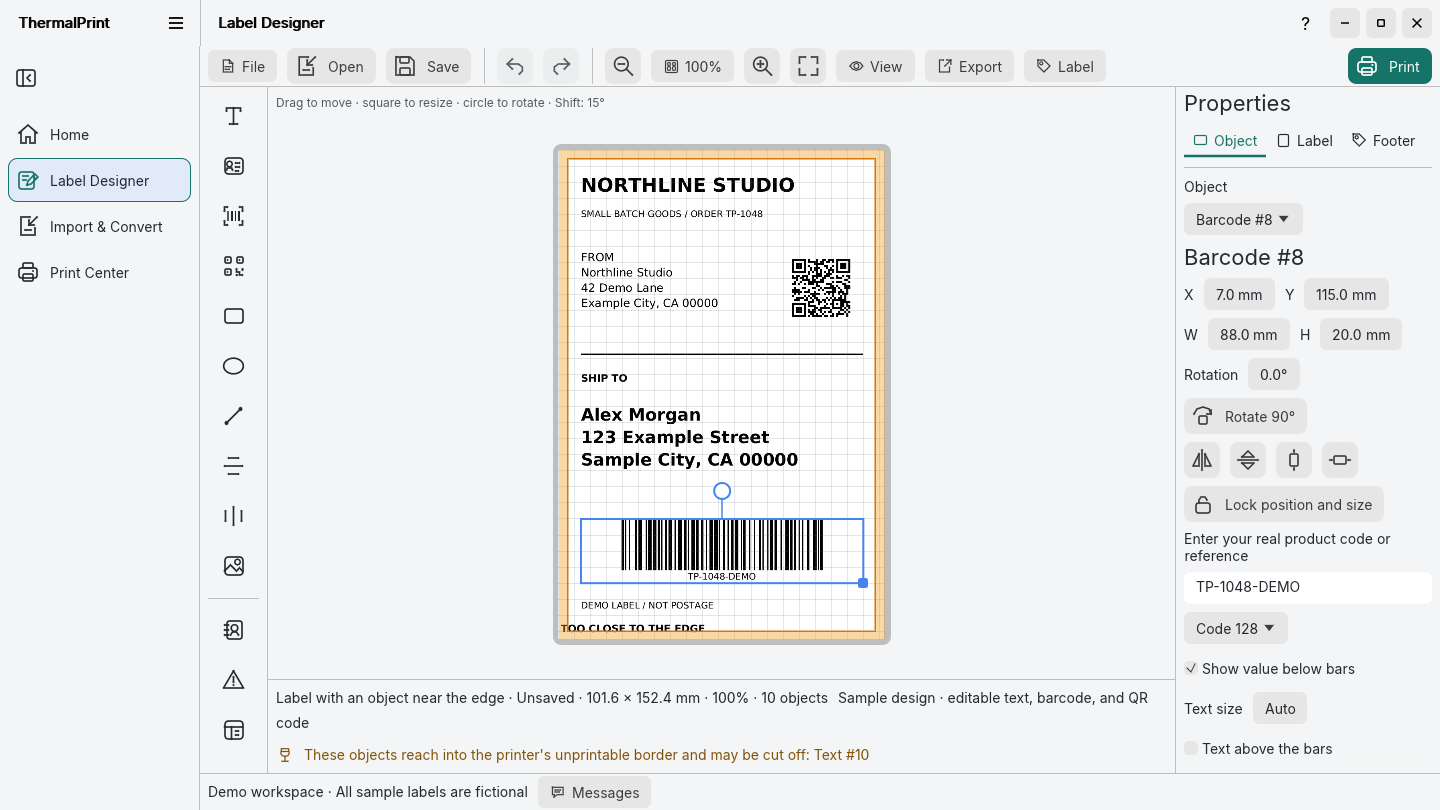 ThermalPrint
Label Designer
?
File
Open
Save
100%
View
Export
Label
Print
Home
Label Designer
Import & Convert
Print Center
Drag to move · square to resize · circle to rotate · Shift: 15°
NORTHLINE STUDIO
SMALL BATCH GOODS / ORDER TP-1048
FROM
Northline Studio
42 Demo Lane
Example City, CA 00000
SHIP TO
Alex Morgan
123 Example Street
Sample City, CA 00000
TP-1048-DEMO
DEMO LABEL / NOT POSTAGE
TOO CLOSE TO THE EDGE
Label with an object near the edge · Unsaved · 101.6 × 152.4 mm · 100% · 10 objects Sample design · editable text, barcode, and QR
code
These objects reach into the printer's unprintable border and may be cut off: Text #10
Demo workspace · All sample labels are fictional
Messages
Properties
Object
Label
Footer
Object
Barcode #8
Barcode #8
X 7.0 mm Y 115.0 mm
W 88.0 mm H 20.0 mm
Rotation 0.0°
Rotate 90°
Lock position and size
Enter your real product code or
reference
TP-1048-DEMO
Code 128
Show value below bars
Text size Auto
Text above the bars